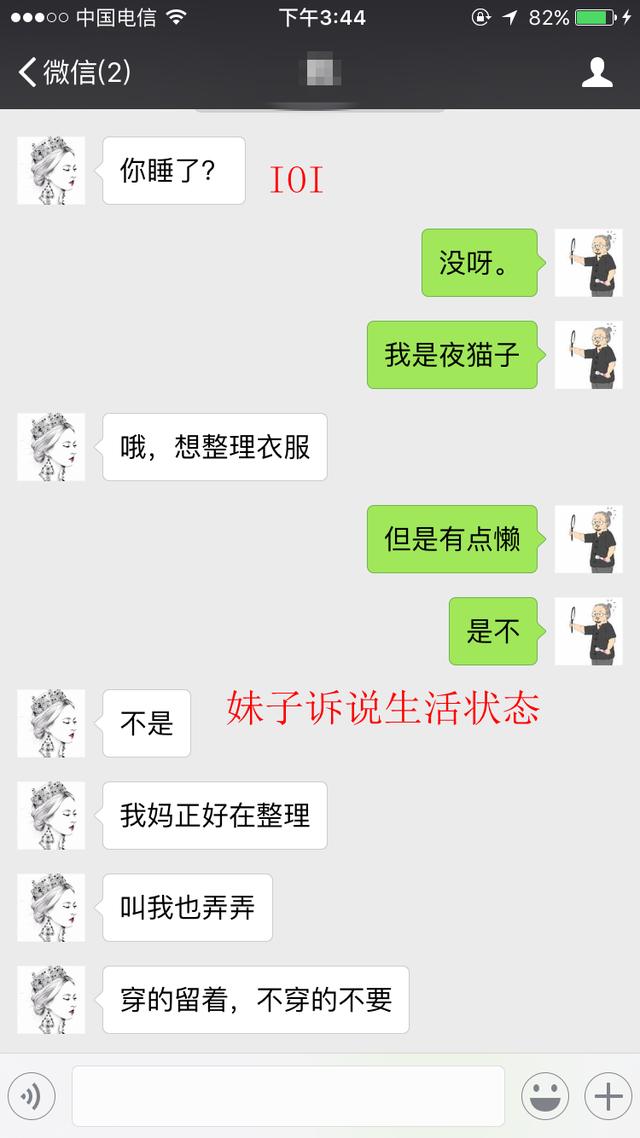 中国电信 下午3:44 82%
微信(2)
你睡了？
IOI
没呀。
我是夜猫子
哦，想整理衣服
但是有点懒
是不
妹子诉说生活状态
不是
我妈正好在整理
叫我也弄弄
穿的留着，不穿的不要